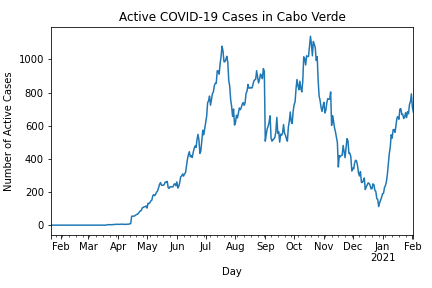 Active COVID-19 Cases in Cabo Verde
Number of Active Cases
1000
800
600
400
200
0
Feb Mar Apr May Jun Jul Aug Sep Oct Nov Dec Jan Feb
2021
Day